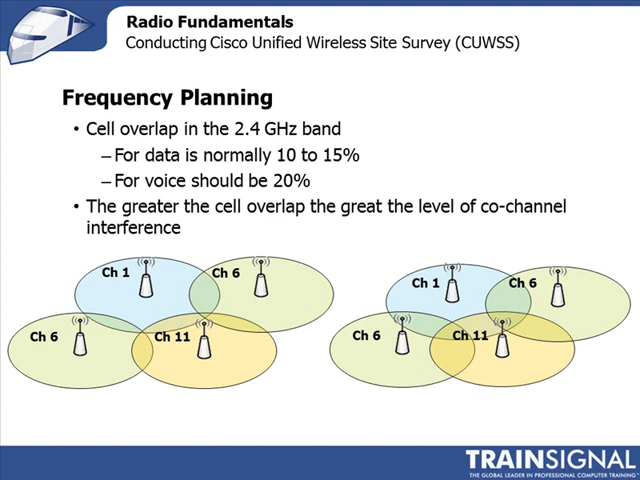 Radio Fundamentals
Conducting Cisco Unified Wireless Site Survey (CUWSS)
Frequency Planning
• Cell overlap in the 2.4 GHz band
– For data is normally 10 to 15%
– For voice should be 20%
• The greater the cell overlap the great the level of co-channel
interference
Ch 1
Ch 6
Ch 6
Ch 11
Ch 1
Ch 6
Ch 6
Ch 11
TRAINSIGNAL
THE GLOBAL LEADER IN PROFESSIONAL COMPUTER TRAINING